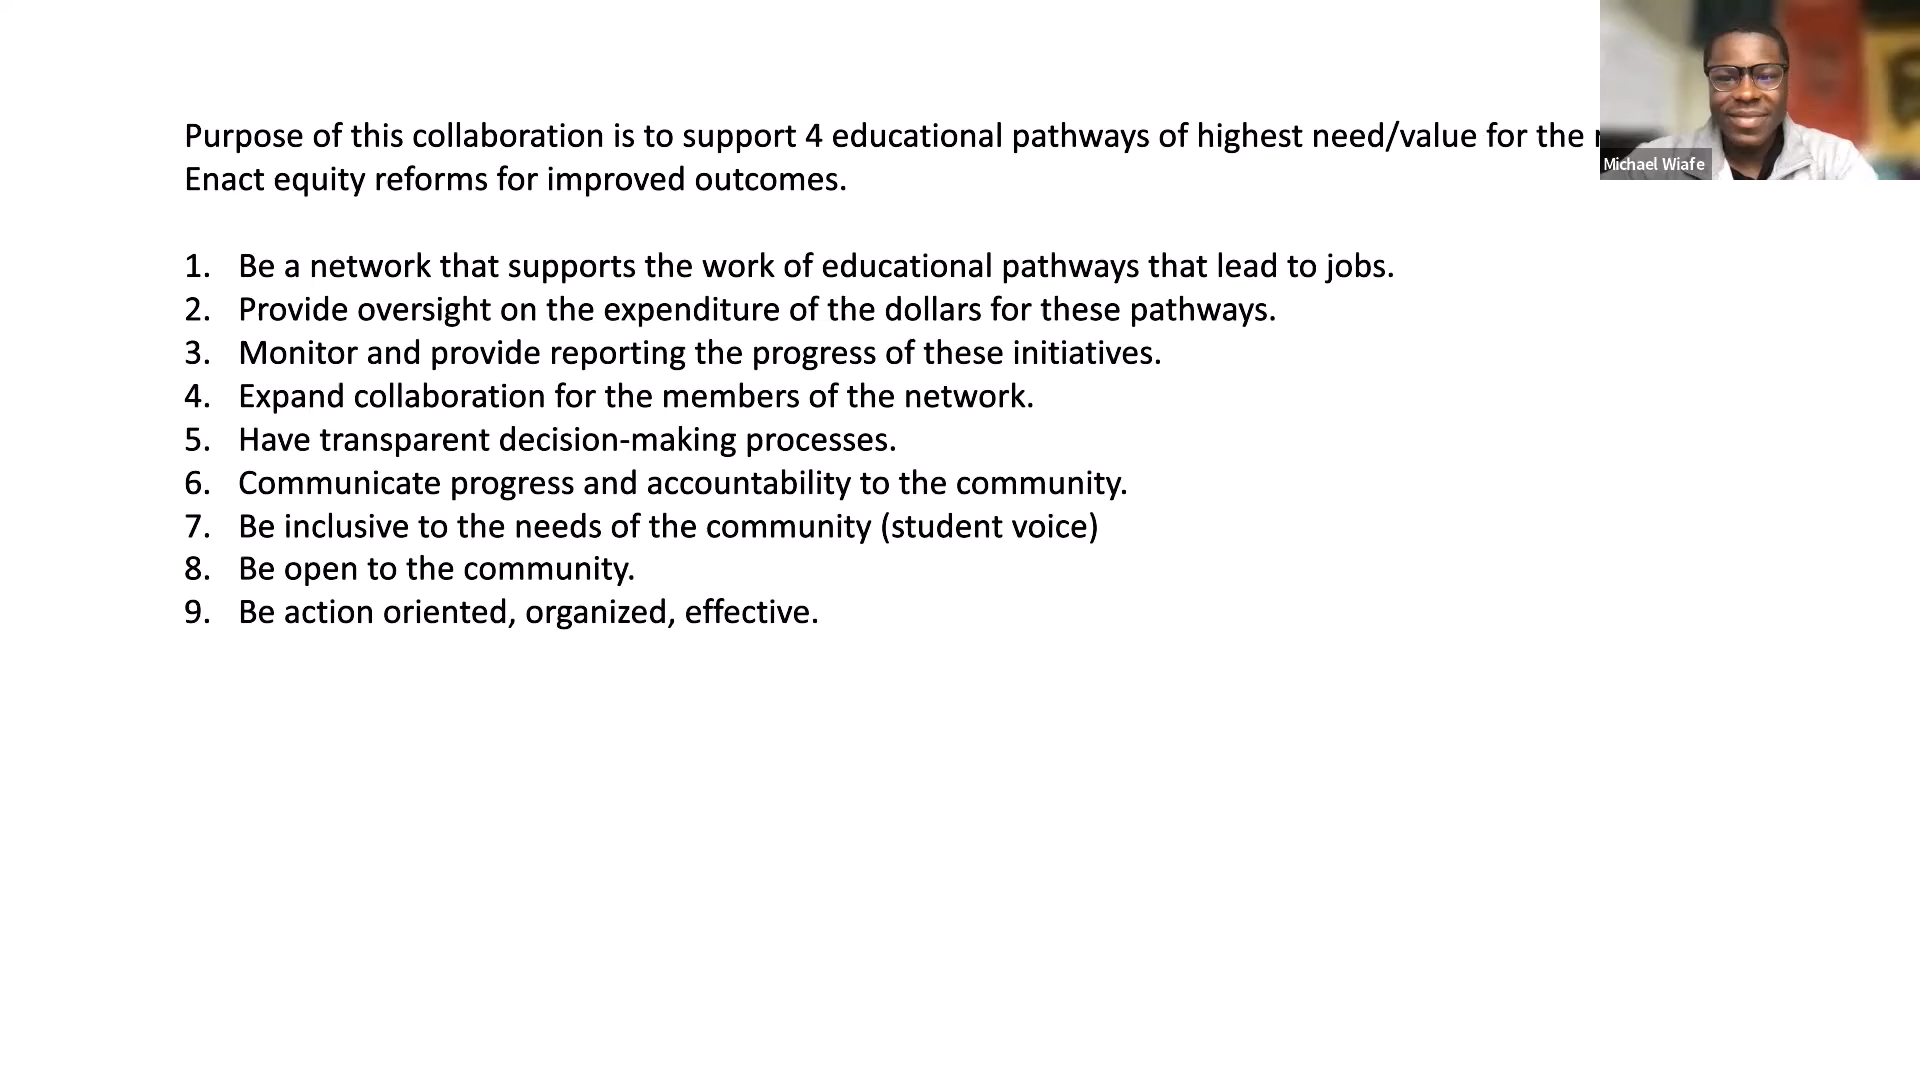 Purpose of this collaboration is to support 4 educational pathways of highest need/value for the
Enact equity reforms for improved outcomes.
1. Be a network that supports the work of educational pathways that lead to jobs.
2. Provide oversight on the expenditure of the dollars for these pathways.
3. Monitor and provide reporting the progress of these initiatives.
4. Expand collaboration for the members of the network.
5. Have transparent decision-making processes.
6. Communicate progress and accountability to the community.
7. Be inclusive to the needs of the community (student voice)
8. Be open to the community.
9. Be action oriented, organized, effective.
Michael Wiafe